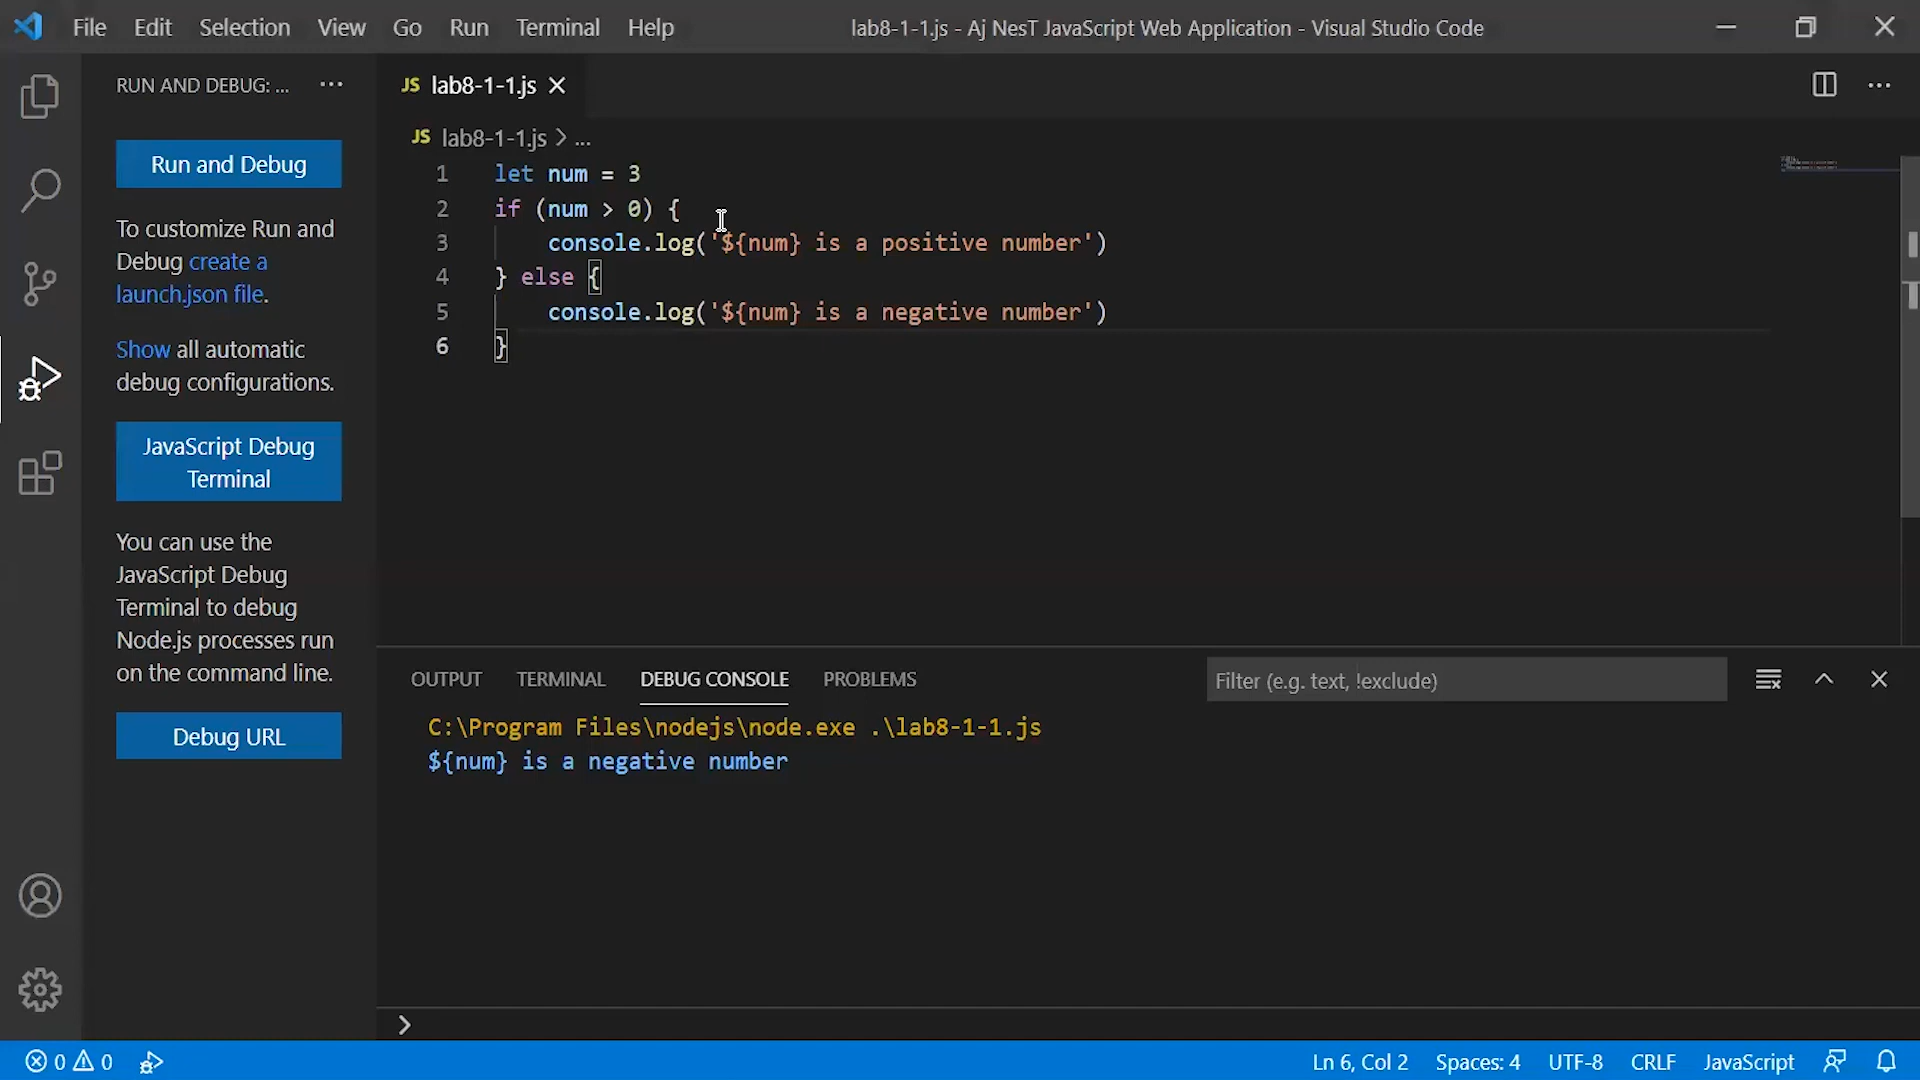 File Edit Selection View Go Run Terminal Help lab8-1-1.js - Aj NesT JavaScript Web Application - Visual Studio Code
RUN AND DEBUG: ... ···
Run and Debug
To customize Run and
Debug create a
launch.json file.
Show all automatic
debug configurations.
JavaScript Debug
Terminal
You can use the
JavaScript Debug
Terminal to debug
Node.js processes run
on the command line.
Debug URL
JS lab8-1-1.js
JS lab8-1-1.js > ...
1 let num = 3
2 if (num > 0) {
3 console.log('${num} is a positive number')
4 } else {
5 console.log('${num} is a negative number')
6 }
OUTPUT TERMINAL DEBUG CONSOLE PROBLEMS Filter (e.g. text, !exclude)
C:\Program Files\nodejs\node.exe .\lab8-1-1.js
${num} is a negative number
0 0 Ln 6, Col 2 Spaces: 4 UTF-8 CRLF JavaScript